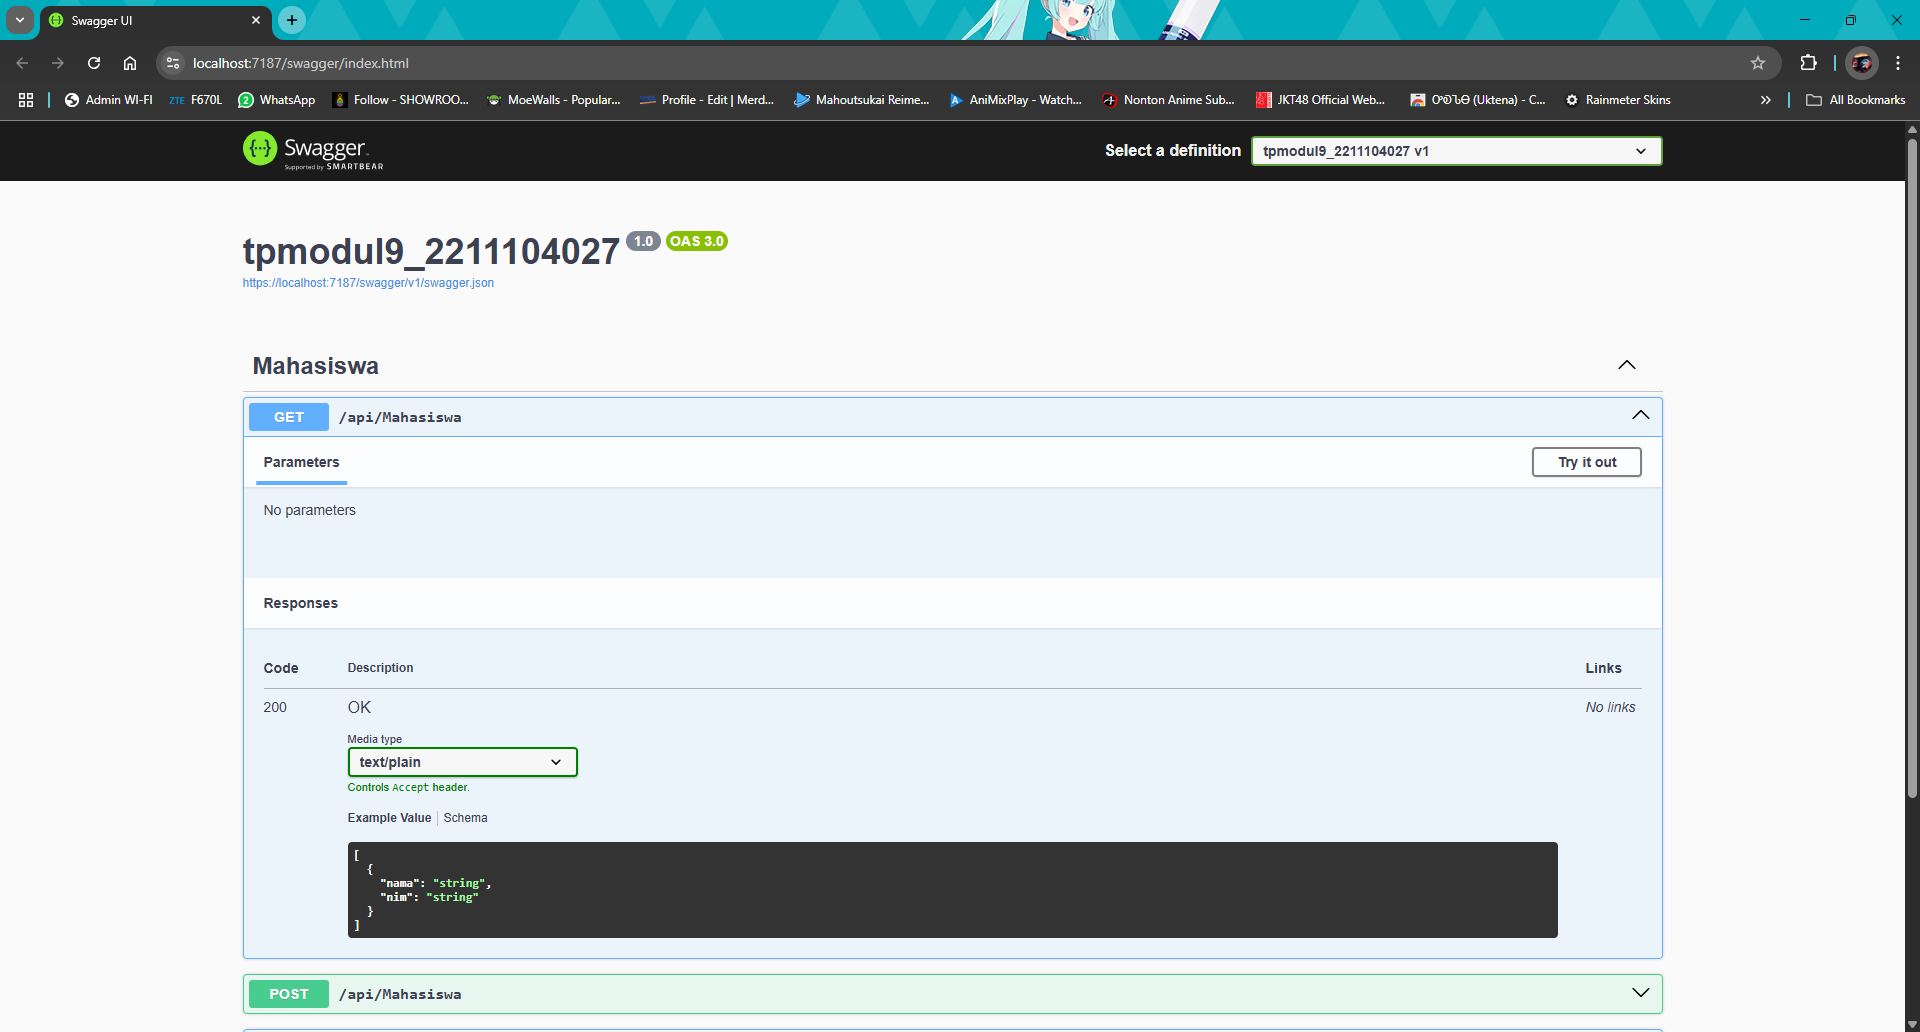 Swagger UI
localhost:7187/swagger/index.html
Admin WI-FI
ZTE F670L
WhatsApp
Follow - SHOWROO...
MoeWalls - Popular...
Profile - Edit | Merd...
Mahoutsukai Reime...
AniMixPlay - Watch...
Nonton Anime Sub...
JKT48 Official Web...
(Uktena) - C...
Rainmeter Skins
All Bookmarks
Swagger
Supported by SMARTBEAR
Select a definition
tpmodul9_2211104027 v1
tpmodul9_2211104027 1.0 OAS 3.0
https://localhost:7187/swagger/v1/swagger.json
Mahasiswa
GET /api/Mahasiswa
Parameters
Try it out
No parameters
Responses
Code Description Links
200 OK No links
Media type
text/plain
Controls Accept header.
Example Value Schema
[
{
"nama": "string",
"nim": "string"
}
]
POST /api/Mahasiswa